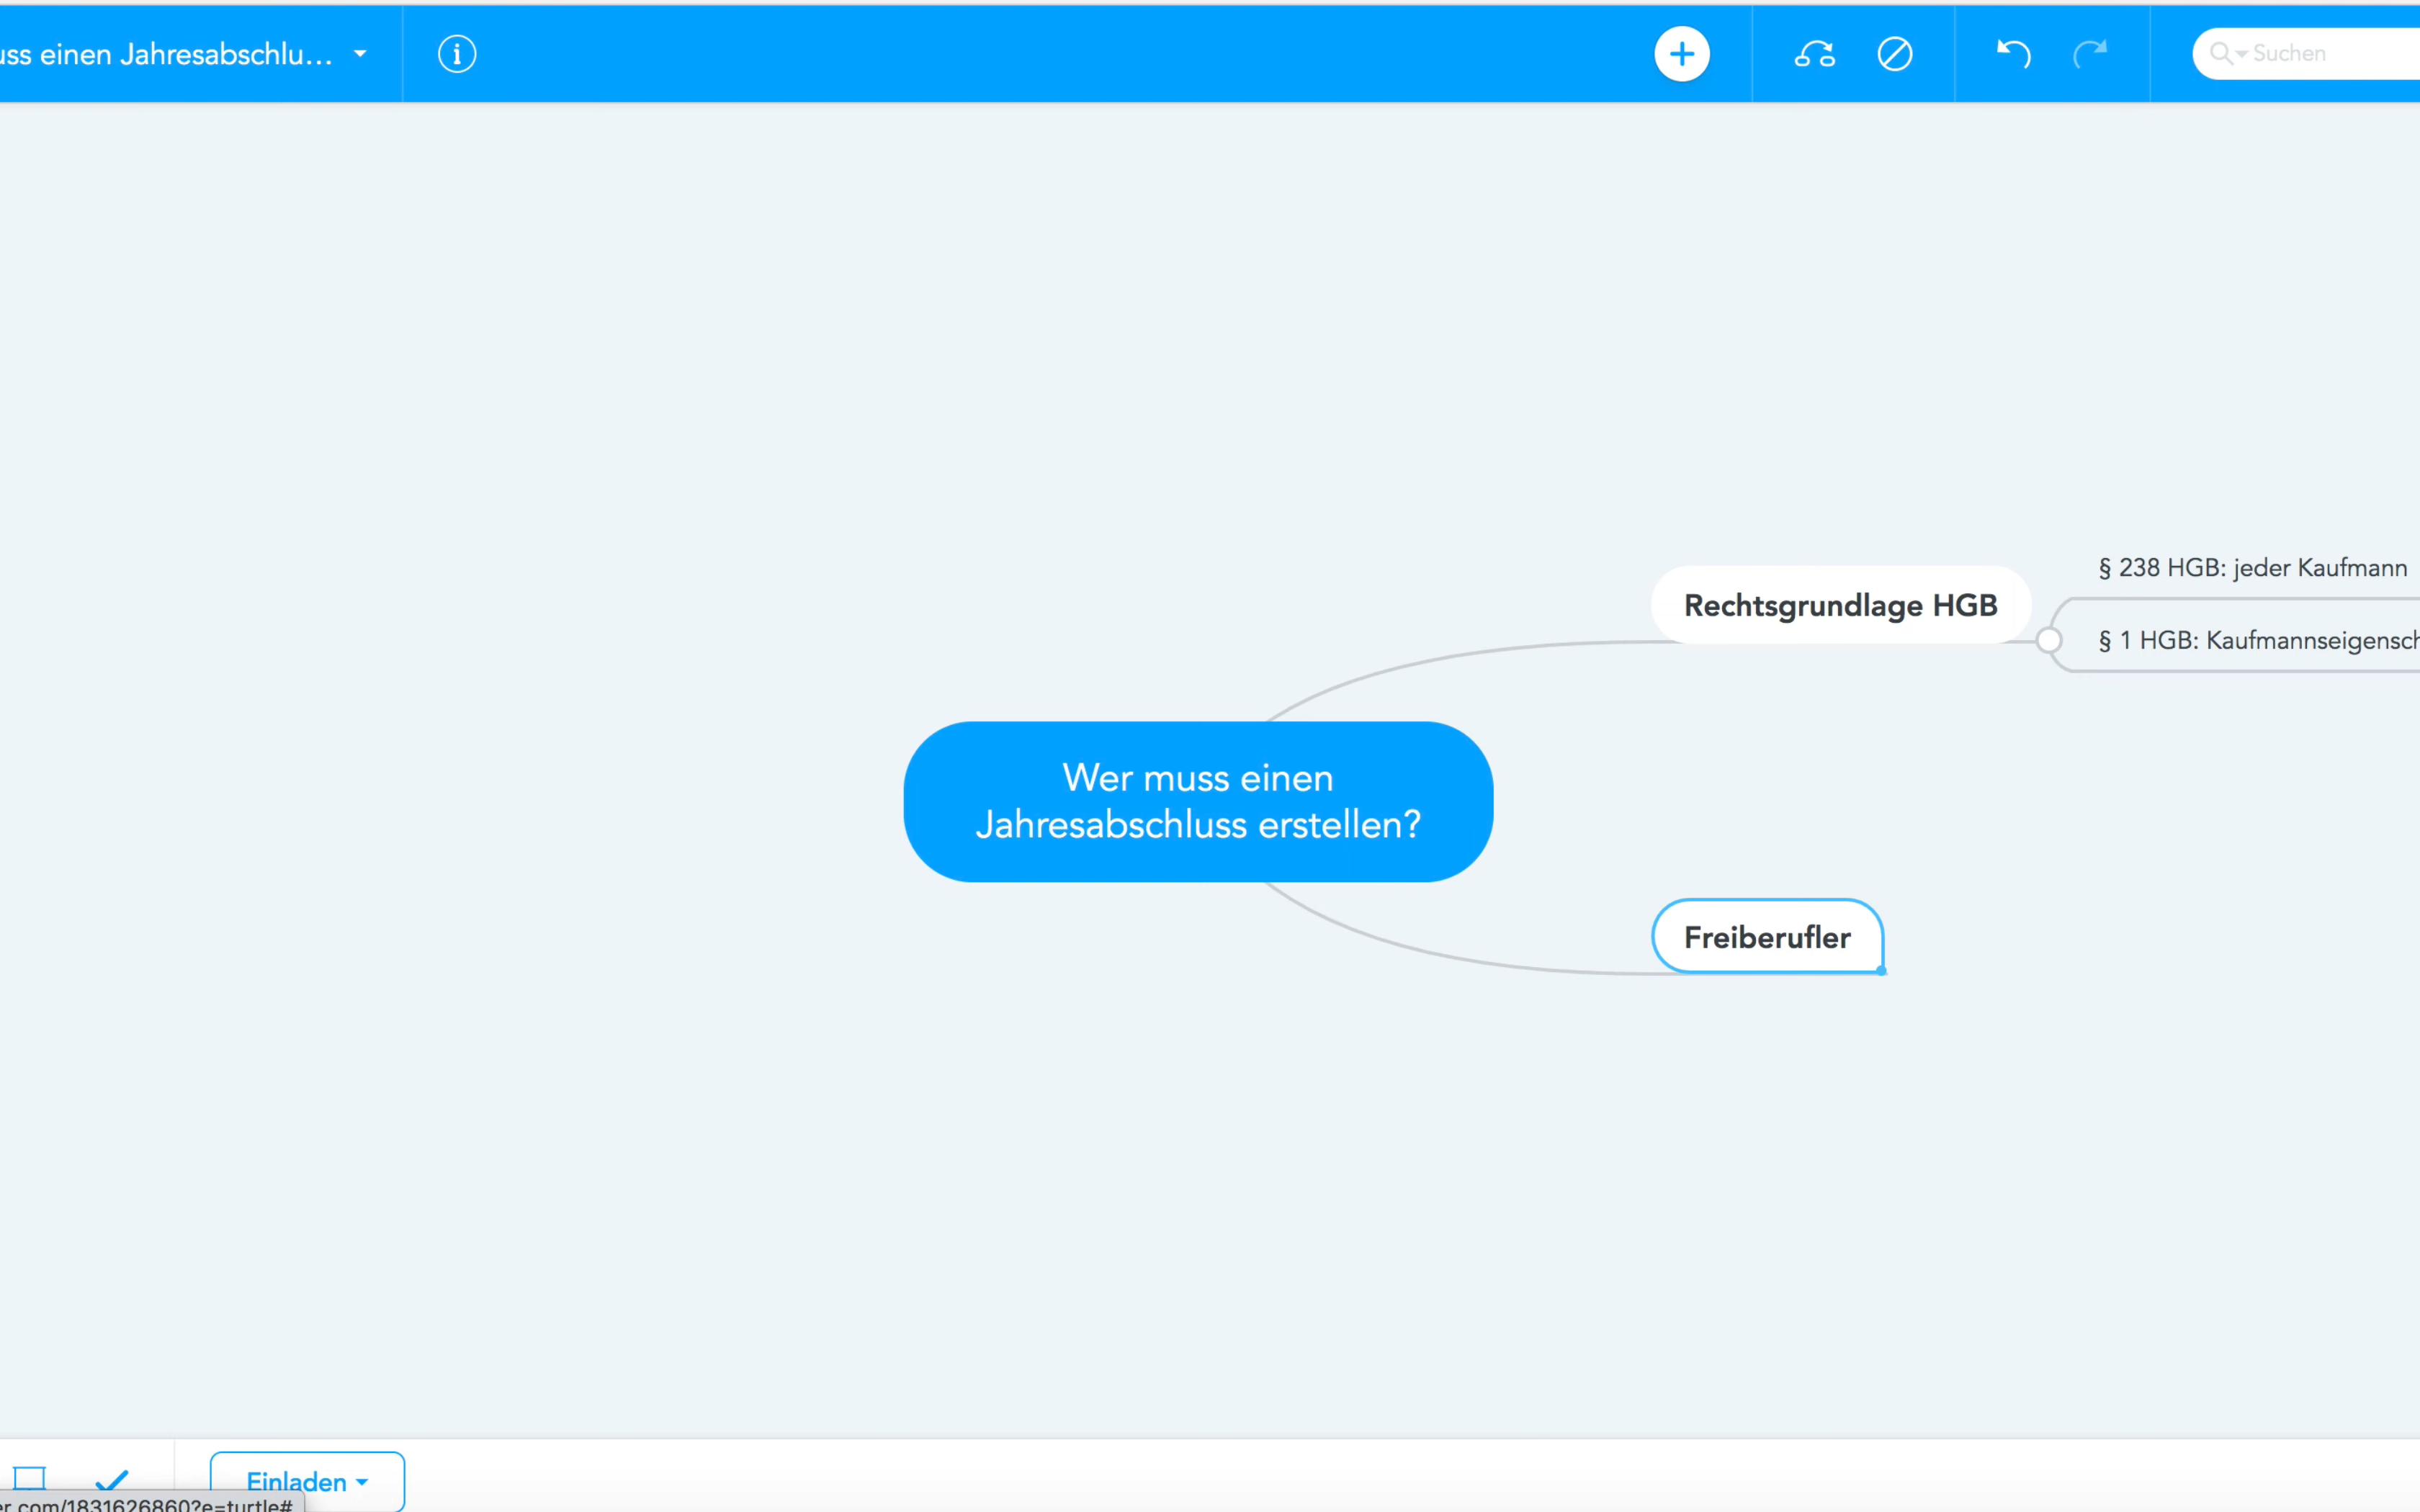 uss einen Jahresabschlu...
Suchen
§ 238 HGB: jeder Kaufmann
Rechtsgrundlage HGB
§ 1 HGB: Kaufmannseigensch
Wer muss einen
Jahresabschluss erstellen?
Freiberufler
Einladen
er.com/1831626860?e=turtle#